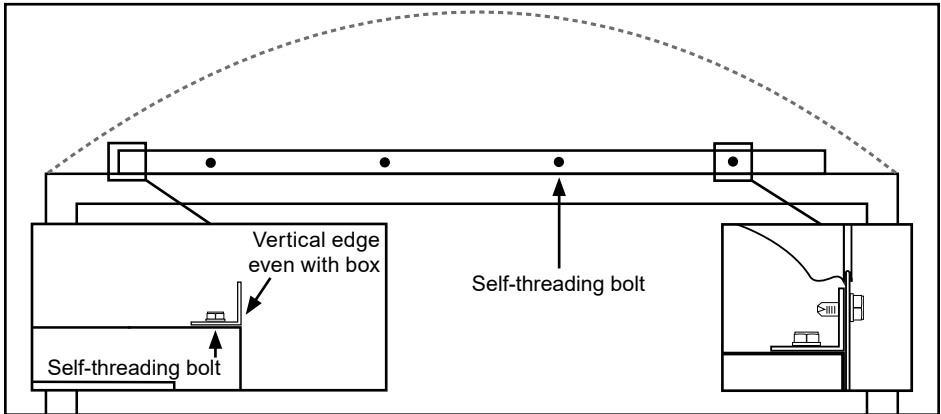 Vertical edge
even with box
Self-threading bolt
Self-threading bolt